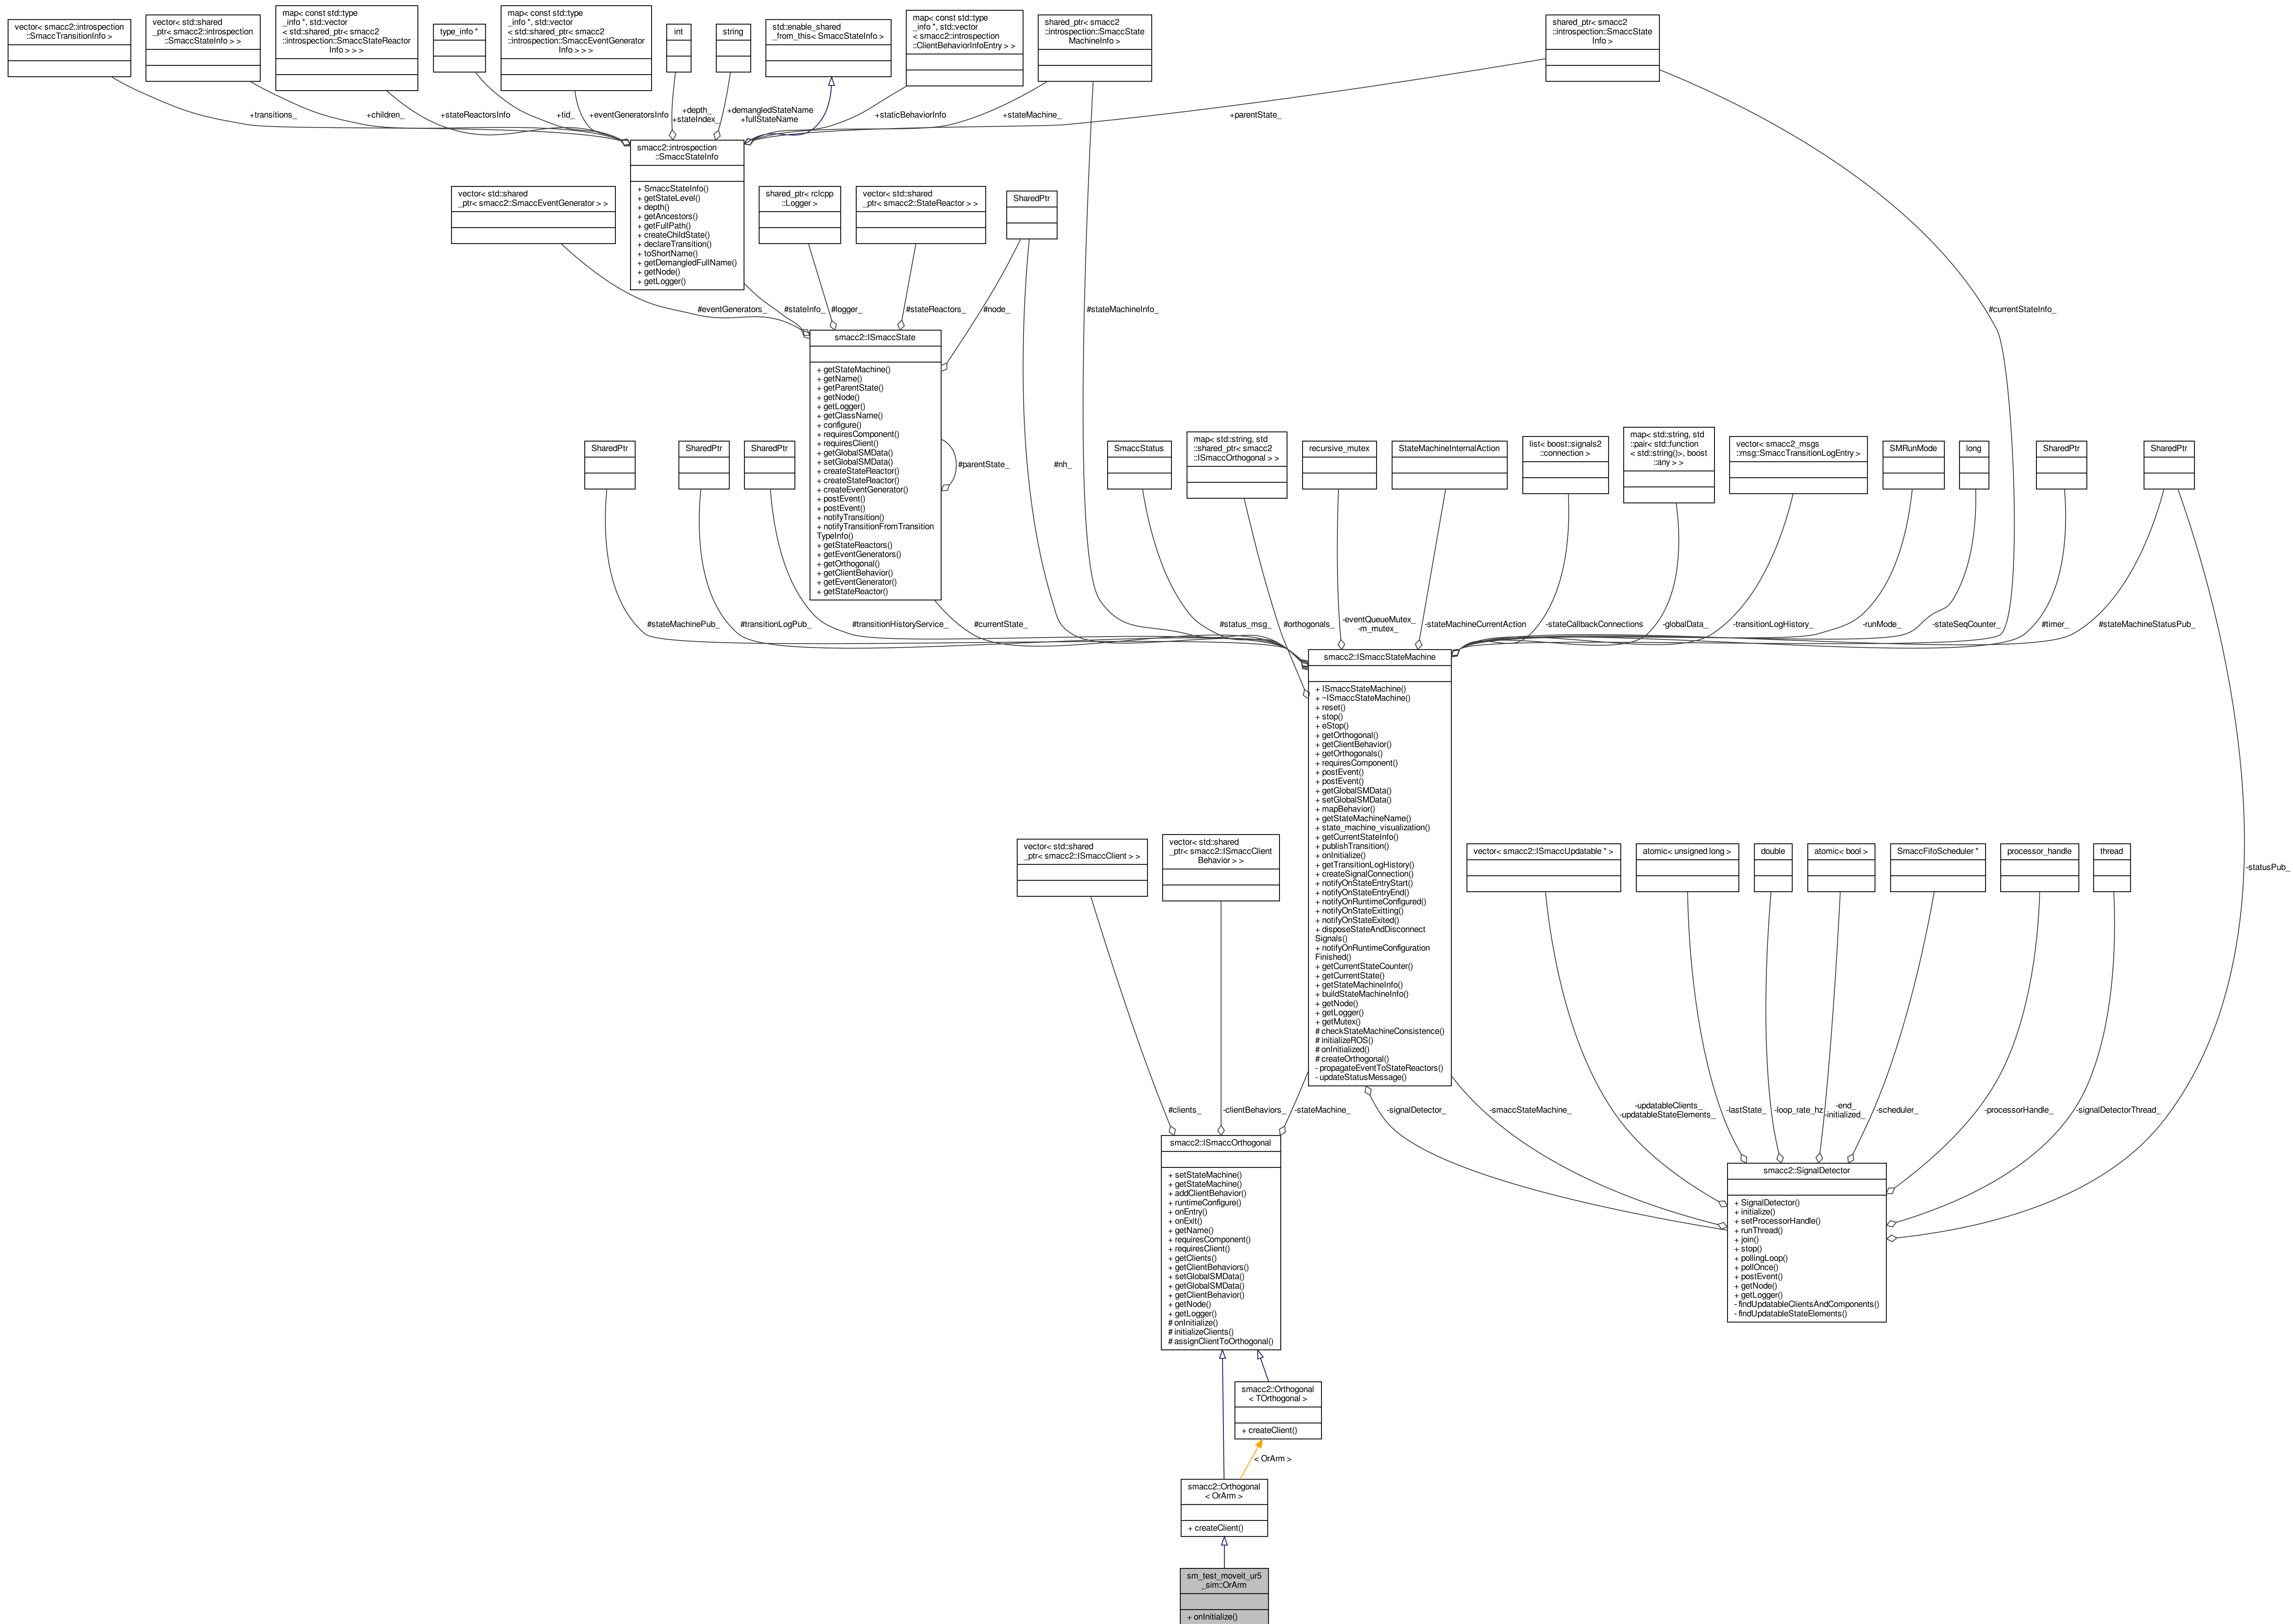 vector< smacc2::introspection
::SmaccTransitionInfo >
vector< std::shared
_ptr< smacc2::introspection
::SmaccStateInfo > >
map< const std::type
_info *, std::vector
< std::shared_ptr< smacc2
::introspection::SmaccStateReactor
Info > > >
type_info *
map< const std::type
_info *, std::vector
< std::shared_ptr< smacc2
::introspection::SmaccEventGenerator
Info > > >
int
string
std::enable_shared
_from_this< SmaccStateInfo >
map< const std::type
_info *, std::vector
< smacc2::introspection
::ClientBehaviorInfoEntry > >
shared_ptr< smacc2
::introspection::SmaccState
MachineInfo >
shared_ptr< smacc2
::introspection::SmaccState
Info >
+transitions_
+children_
+stateReactorsInfo
+tid_
+eventGeneratorsInfo
+depth_
+stateIndex_
+demangledStateName
+fullStateName
+staticBehaviorInfo
+stateMachine_
+parentState_
smacc2::introspection
::SmaccStateInfo
+ SmaccStateInfo()
+ getStateLevel()
+ depth()
+ getAncestors()
+ getFullPath()
+ createChildState()
+ declareTransition()
+ toShortName()
+ getDemangledFullName()
+ getNode()
+ getLogger()
vector< std::shared
_ptr< smacc2::SmaccEventGenerator > >
shared_ptr< rclcpp
::Logger >
vector< std::shared
_ptr< smacc2::StateReactor > >
SharedPtr
#eventGenerators_
#stateInfo_
#logger_
#stateReactors_
#node_
#stateMachineInfo_
#currentStateInfo_
smacc2::ISmaccState
+ getStateMachine()
+ getName()
+ getParentState()
+ getNode()
+ getLogger()
+ getClassName()
+ configure()
+ requiresComponent()
+ requiresClient()
+ getGlobalSMData()
+ setGlobalSMData()
+ createStateReactor()
+ createStateReactor()
+ createEventGenerator()
+ postEvent()
+ postEvent()
+ notifyTransition()
+ notifyTransitionFromTransition
TypeInfo()
+ getStateReactors()
+ getEventGenerators()
+ getOrthogonal()
+ getClientBehavior()
+ getEventGenerator()
+ getStateReactor()
#parentState_
#nh_
SharedPtr
SharedPtr
SharedPtr
SmaccStatus
map< std::string, std
::shared_ptr< smacc2
::ISmaccOrthogonal > >
recursive_mutex
StateMachineInternalAction
list< boost::signals2
::connection >
map< std::string, std
::pair< std::function
< std::string()>, boost
::any > >
vector< smacc2_msgs
::msg::SmaccTransitionLogEntry >
SMRunMode
long
SharedPtr
SharedPtr
#stateMachinePub_
#transitionLogPub_
#transitionHistoryService_
#currentState_
#status_msg_
#orthogonals_
-eventQueueMutex_
-m_mutex_
-stateMachineCurrentAction
-stateCallbackConnections
-globalData_
-transitionLogHistory_
-runMode_
-stateSeqCounter_
#timer_
#stateMachineStatusPub_
smacc2::ISmaccStateMachine
+ ISmaccStateMachine()
+ ~ISmaccStateMachine()
+ reset()
+ stop()
+ eStop()
+ getOrthogonal()
+ getClientBehavior()
+ getOrthogonals()
+ requiresComponent()
+ postEvent()
+ postEvent()
+ getGlobalSMData()
+ setGlobalSMData()
+ mapBehavior()
+ getStateMachineName()
+ state_machine_visualization()
+ getCurrentStateInfo()
+ publishTransition()
+ onInitialize()
+ getTransitionLogHistory()
+ createSignalConnection()
+ notifyOnStateEntryStart()
+ notifyOnStateEntryEnd()
+ notifyOnRuntimeConfigured()
+ notifyOnStateExitting()
+ notifyOnStateExited()
+ disposeStateAndDisconnect
Signals()
+ notifyOnRuntimeConfiguration
Finished()
+ getCurrentStateCounter()
+ getCurrentState()
+ getStateMachineInfo()
+ buildStateMachineInfo()
+ getNode()
+ getLogger()
+ getMutex()
# checkStateMachineConsistence()
# initializeROS()
# onInitialized()
# createOrthogonal()
- propagateEventToStateReactors()
- updateStatusMessage()
vector< std::shared
_ptr< smacc2::ISmaccClient > >
vector< std::shared
_ptr< smacc2::ISmaccClient
Behavior > >
vector< smacc2::ISmaccUpdatable * >
atomic< unsigned long >
double
atomic< bool >
SmaccFifoScheduler *
processor_handle
thread
-statusPub_
#clients_
-clientBehaviors_
-stateMachine_
-signalDetector_
-smaccStateMachine_
-updatableClients_
-updatableStateElements_
-lastState_
-loop_rate_hz
-end_
-initialized_
-scheduler_
-processorHandle_
-signalDetectorThread_
smacc2::ISmaccOrthogonal
+ setStateMachine()
+ getStateMachine()
+ addClientBehavior()
+ runtimeConfigure()
+ onEntry()
+ onExit()
+ getName()
+ requiresComponent()
+ requiresClient()
+ getClients()
+ getClientBehaviors()
+ setGlobalSMData()
+ getGlobalSMData()
+ getClientBehavior()
+ getNode()
+ getLogger()
# onInitialize()
# initializeClients()
# assignClientToOrthogonal()
smacc2::SignalDetector
+ SignalDetector()
+ initialize()
+ setProcessorHandle()
+ runThread()
+ join()
+ stop()
+ pollingLoop()
+ pollOnce()
+ postEvent()
+ getNode()
+ getLogger()
- findUpdatableClientsAndComponents()
- findUpdatableStateElements()
smacc2::Orthogonal
< TOrthogonal >
+ createClient()
< OrArm >
smacc2::Orthogonal
< OrArm >
+ createClient()
sm_test_moveit_ur5
_sim::OrArm
+ onInitialize()